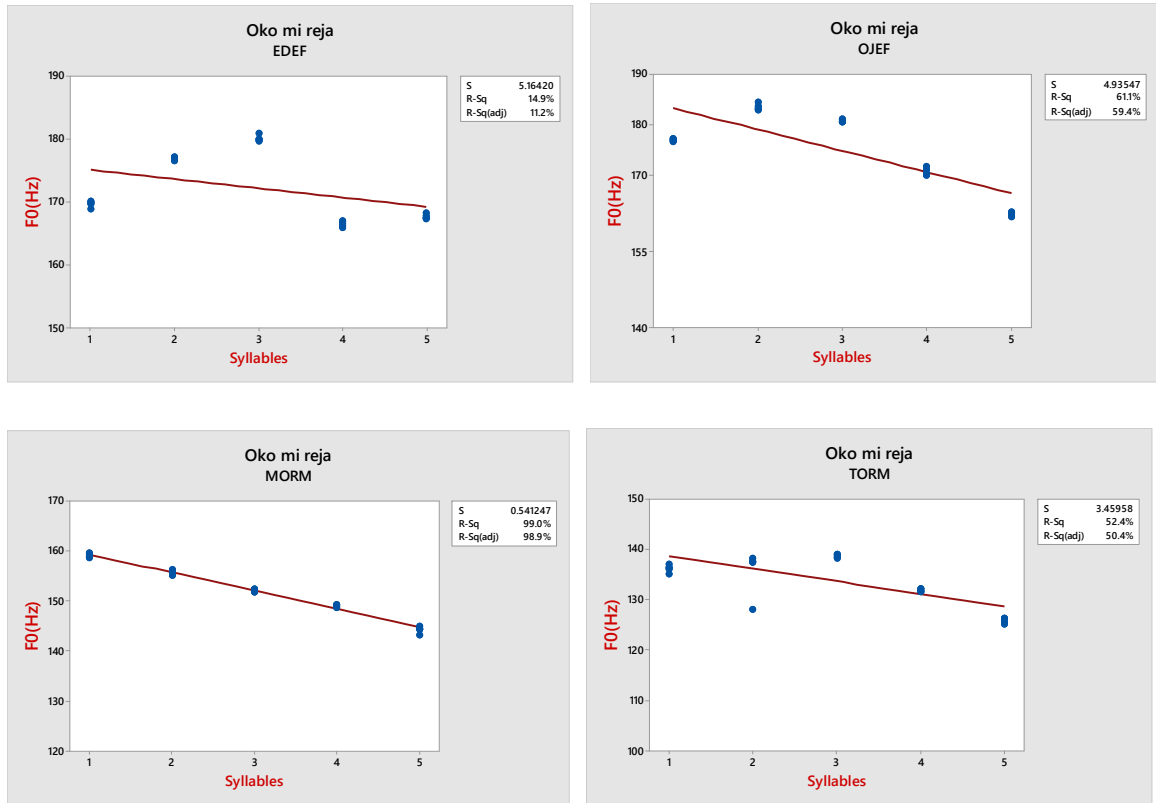 Oko mi reja
EDEF
190
180
170
160
150
F0(Hz)
1 2 3 4 5
Syllables
S 5.16420
R-Sq 14.9%
R-Sq(adj) 11.2%
Oko mi reja
OJEF
190
180
170
155
140
F0(Hz)
1 2 3 4 5
Syllables
S 4.93547
R-Sq 61.1%
R-Sq(adj) 59.4%
Oko mi reja
MORM
170
160
150
140
130
120
F0(Hz)
1 2 3 4 5
Syllables
S 0.541247
R-Sq 99.0%
R-Sq(adj) 98.9%
Oko mi reja
TORM
150
140
130
120
110
100
F0(Hz)
1 2 3 4 5
Syllables
S 3.45958
R-Sq 52.4%
R-Sq(adj) 50.4%